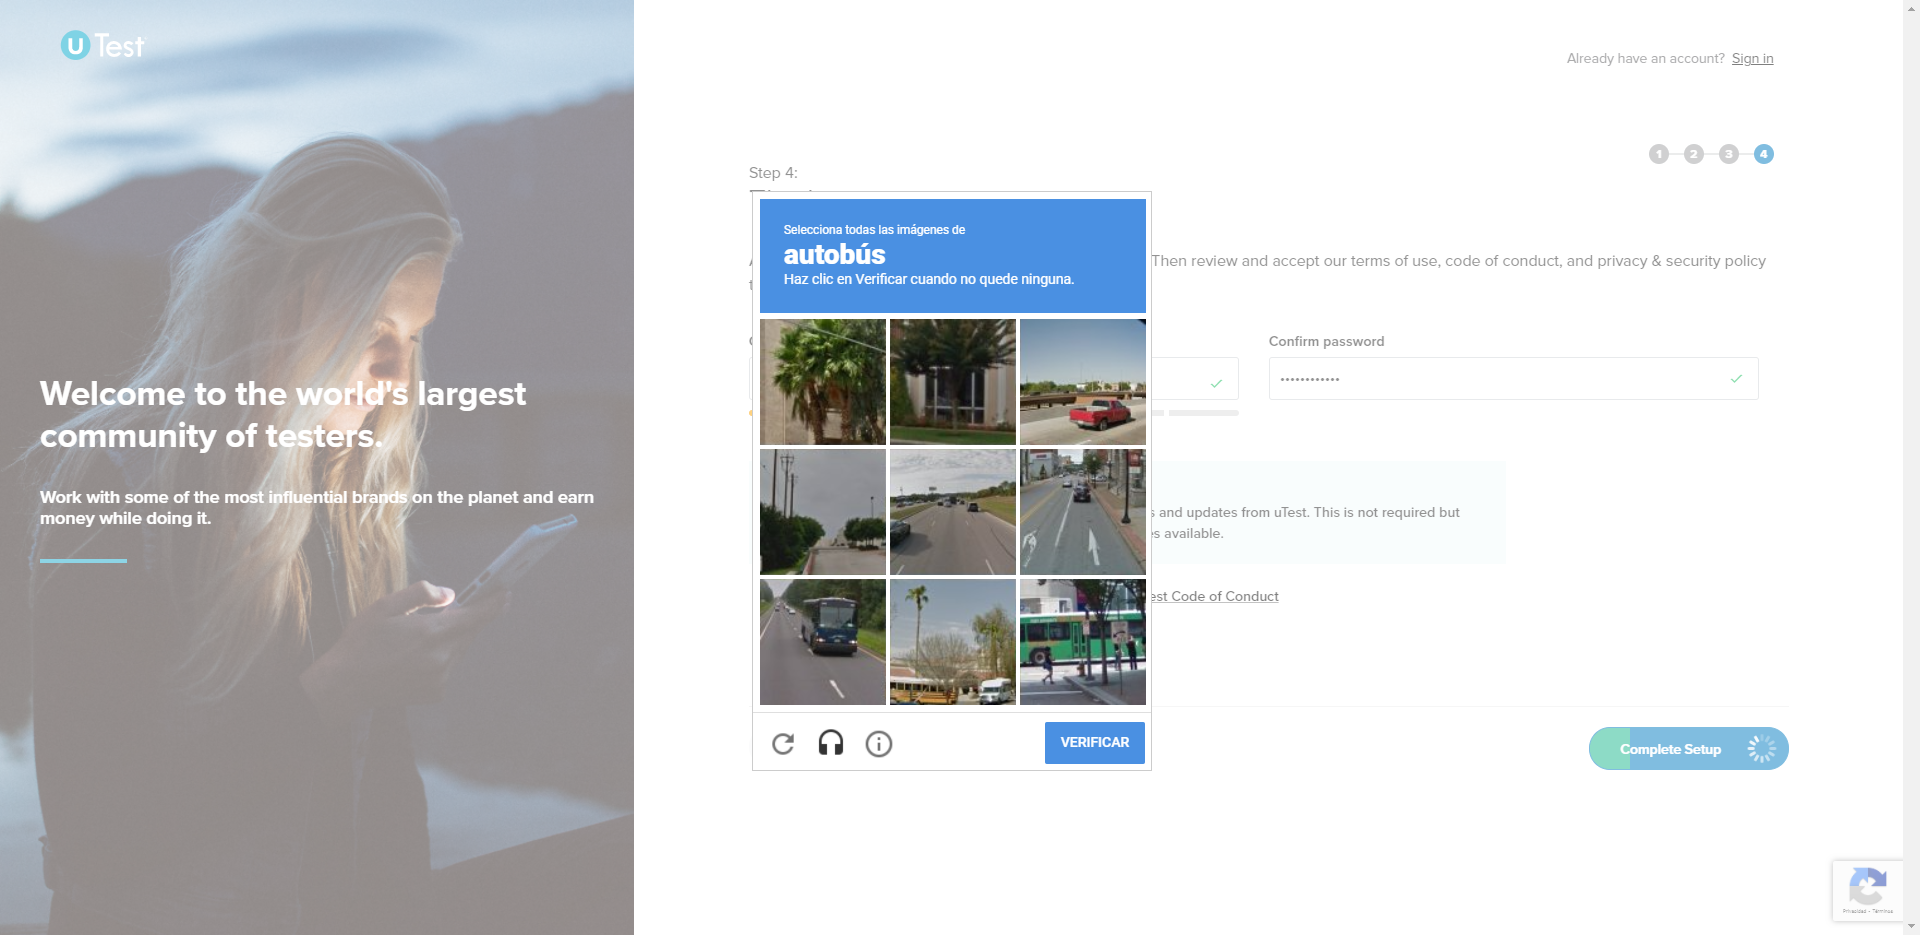 U Test
Already have an account? Sign in
1 2 3 4
Step 4:
Welcome to the world's largest
community of testers.
Work with some of the most influential brands on the planet and earn
money while doing it.
Selecciona todas las imágenes de
autobús
Haz clic en Verificar cuando no quede ninguna.
Then review and accept our terms of use, code of conduct, and privacy & security policy
Confirm password
••••••••••••
and updates from uTest. This is not required but
available.
Code of Conduct
VERIFICAR
Complete Setup
Privacidad - Términos